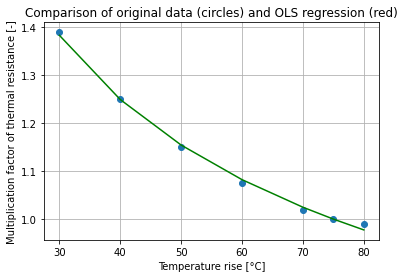 Comparison of original data (circles) and OLS regression (red)
Multiplication factor of thermal resistance [-]
1.4
1.3
1.2
1.1
1.0
30 40 50 60 70 80
Temperature rise [°C]